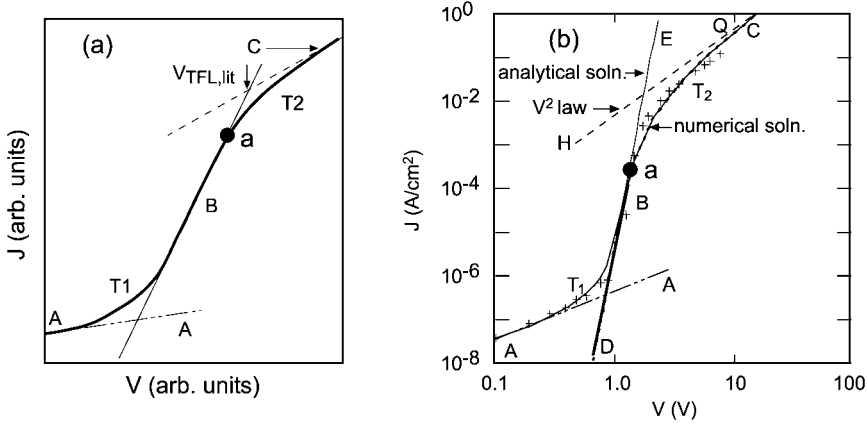 (a)
C
V_TFL,lit
T2
a
B
T1
A
A
J (arb. units)
V (arb. units)
(b)
10^0
10^-2
10^-4
10^-6
10^-8
J (A/cm^2)
E
Q
C
analytical soln.
T_2
V^2 law
H
numerical soln.
a
B
T_1
A
A
D
0.1
1.0
10
100
V (V)